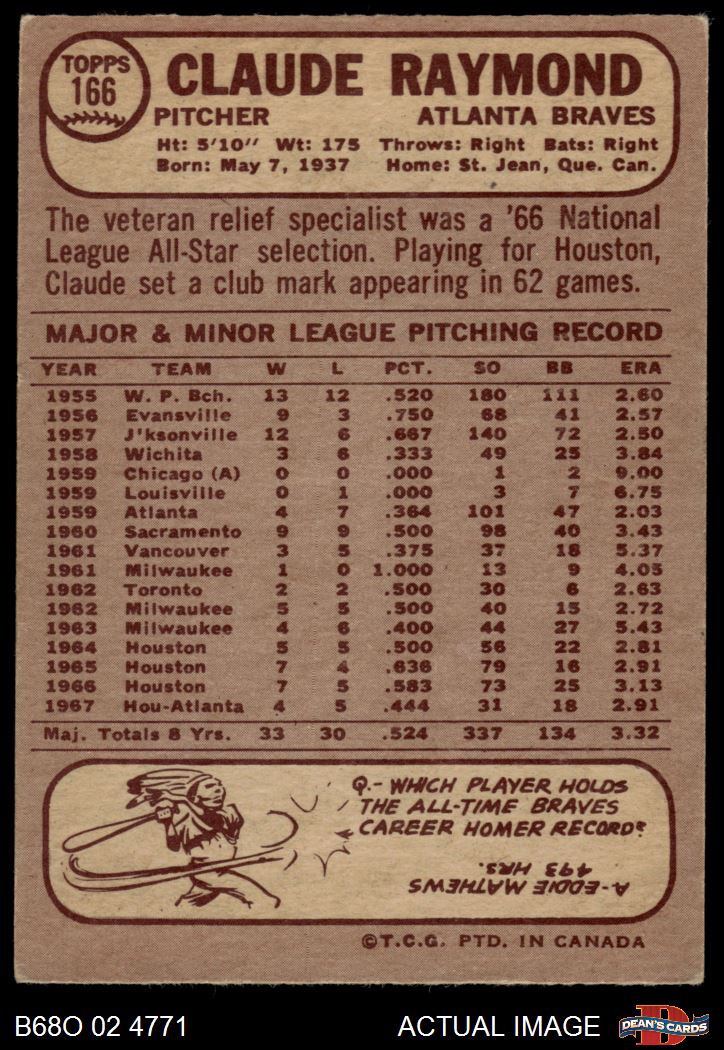 TOPPS
166
CLAUDE RAYMOND
PITCHER ATLANTA BRAVES
Ht: 5'10" Wt: 175 Throws: Right Bats: Right
Born: May 7, 1937 Home: St. Jean, Que. Can.
The veteran relief specialist was a '66 National
League All-Star selection. Playing for Houston,
Claude set a club mark appearing in 62 games.
MAJOR & MINOR LEAGUE PITCHING RECORD
YEAR TEAM W L PCT. SO BB ERA
1955 W. P. Bch. 13 12 .520 180 111 2.60
1956 Evansville 9 3 .750 68 41 2.57
1957 J'ksonville 12 6 .667 140 72 2.50
1958 Wichita 3 6 .333 49 25 3.84
1959 Chicago (A) 0 0 .000 1 2 9.00
1959 Louisville 0 1 .000 3 7 6.75
1959 Atlanta 4 7 .364 101 47 2.03
1960 Sacramento 9 9 .500 98 40 3.43
1961 Vancouver 3 5 .375 37 18 5.37
1961 Milwaukee 1 0 1.000 13 9 4.05
1962 Toronto 2 2 .500 30 6 2.63
1962 Milwaukee 5 5 .500 40 15 2.72
1963 Milwaukee 4 6 .400 44 27 5.43
1964 Houston 5 5 .500 56 22 2.81
1965 Houston 7 4 .636 79 16 2.91
1966 Houston 7 5 .583 73 25 3.13
1967 Hou-Atlanta 4 5 .444 31 18 2.91
Maj. Totals 8 Yrs. 33 30 .524 337 134 3.32
Q.- WHICH PLAYER HOLDS
THE ALL-TIME BRAVES
CAREER HOMER RECORD?
A-EDDIE MATHEWS
493 HRS.
©T.C.G. PTD. IN CANADA
B68O 02 4771 ACTUAL IMAGE
D
DEAN'S CARDS